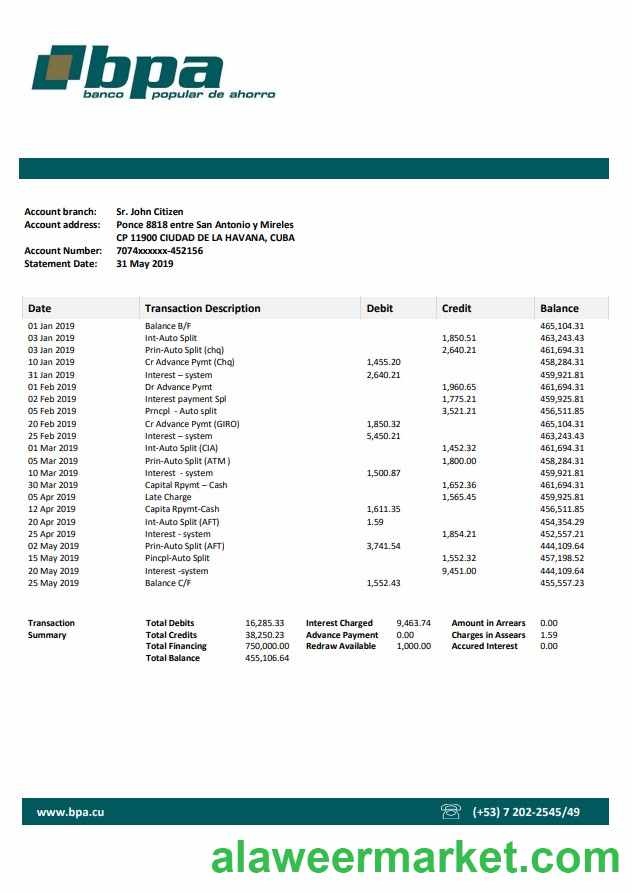 bpa
banco popular de ahorro
Account branch: Sr. John Citizen
Account address: Ponce 8818 entre San Antonio y Mireles
CP 11900 CIUDAD DE LA HAVANA, CUBA
Account Number: 7074xxxxxx-452156
Statement Date: 31 May 2019
Date Transaction Description Debit Credit Balance
01 Jan 2019 Balance B/F 465,104.31
03 Jan 2019 Int-Auto Split 1,850.51 463,243.43
03 Jan 2019 Prin-Auto Split (chq) 2,640.21 461,694.31
10 Jan 2019 Cr Advance Pymt (Chq) 1,455.20 458,284.31
31 Jan 2019 Interest – system 2,640.21 459,921.81
01 Feb 2019 Dr Advance Pymt 1,960.65 461,694.31
02 Feb 2019 Interest payment Spl 1,775.21 459,925.81
05 Feb 2019 Prncpl - Auto split 3,521.21 456,511.85
20 Feb 2019 Cr Advance Pymt (GIRO) 1,850.32 465,104.31
25 Feb 2019 Interest – system 5,450.21 463,243.43
01 Mar 2019 Int-Auto Split (CIA) 1,452.32 461,694.31
05 Mar 2019 Prin-Auto Split (ATM ) 1,800.00 458,284.31
10 Mar 2019 Interest - system 1,500.87 459,921.81
30 Mar 2019 Capital Rpymt – Cash 1,652.36 461,694.31
05 Apr 2019 Late Charge 1,565.45 459,925.81
12 Apr 2019 Capita Rpymt-Cash 1,611.35 456,511.85
20 Apr 2019 Int-Auto Split (AFT) 1.59 454,354.29
25 Apr 2019 Interest - system 1,854.21 452,557.21
02 May 2019 Prin-Auto Split (AFT) 3,741.54 444,109.64
15 May 2019 Pincpl-Auto Split 1,552.32 457,198.52
20 May 2019 Interest -system 9,451.00 444,109.64
25 May 2019 Balance C/F 1,552.43 455,557.23
Transaction Total Debits 16,285.33 Interest Charged 9,463.74 Amount in Arrears 0.00
Summary Total Credits 38,250.23 Advance Payment 0.00 Charges in Assears 1.59
Total Financing 750,000.00 Redraw Available 1,000.00 Accured Interest 0.00
Total Balance 455,106.64
www.bpa.cu (+53) 7 202-2545/49
alaweermarket.com